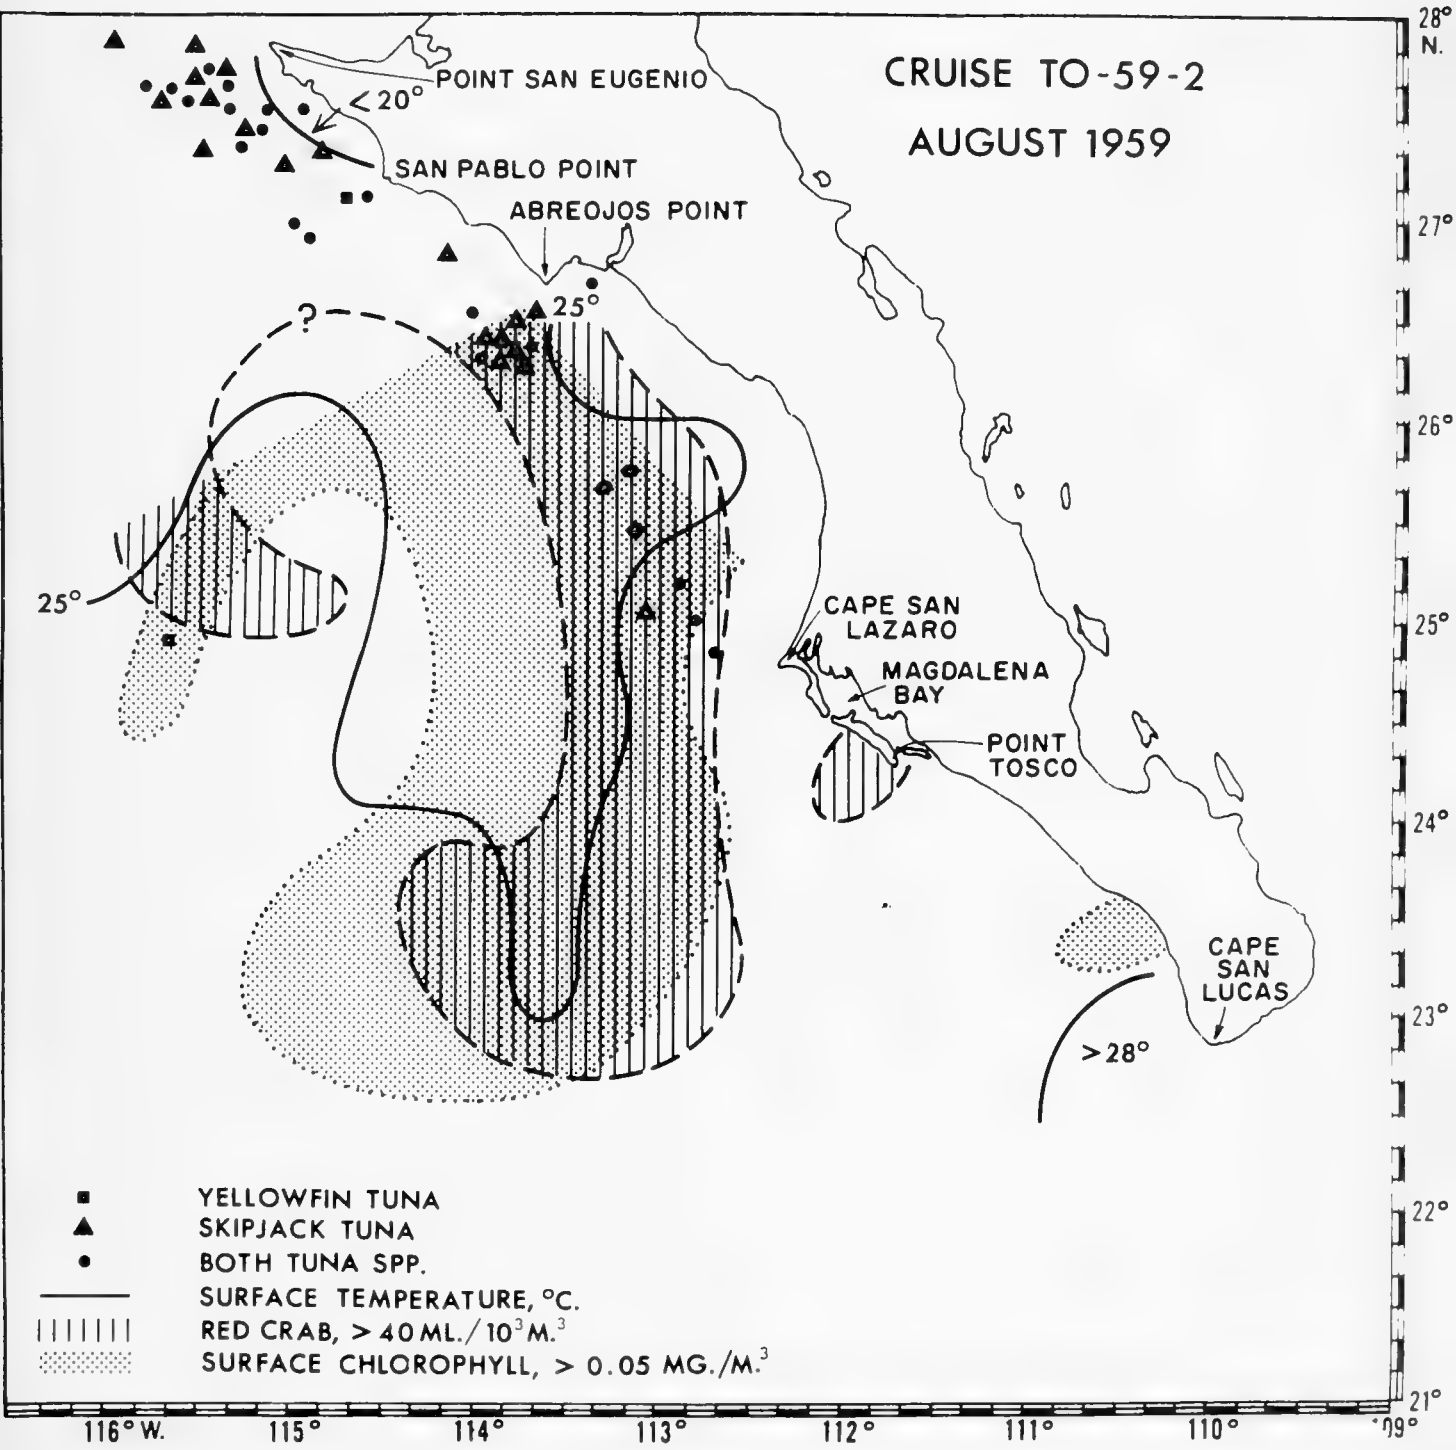 28°
N.
CRUISE TO-59-2
AUGUST 1959
POINT SAN EUGENIO
<20°
SAN PABLO POINT
ABREOJOS POINT
27°
?
25°
26°
25°
CAPE SAN
LAZARO
25°
MAGDALENA
BAY
POINT
TOSCO
24°
CAPE
SAN
LUCAS
23°
>28°
YELLOWFIN TUNA
22°
SKIPJACK TUNA
BOTH TUNA SPP.
SURFACE TEMPERATURE, °C.
RED CRAB, > 40 ML./10³M.³
SURFACE CHLOROPHYLL, > 0.05 MG./M.³
21°
116° W. 115° 114° 113° 112° 111° 110° 109°